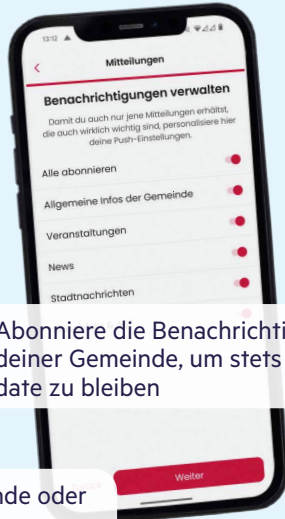 13:12
Mitteilungen
Benachrichtigungen verwalten
Damit du auch nur jene Mitteilungen erhältst,
die auch wirklich wichtig sind, personalisiere hier
deine Push-Einstellungen.
Alle abonnieren
Allgemeine Infos der Gemeinde
Veranstaltungen
News
Stadtnachrichten
Abonniere die Benachrichti
deiner Gemeinde, um stets
date zu bleiben
Weiter
nde oder